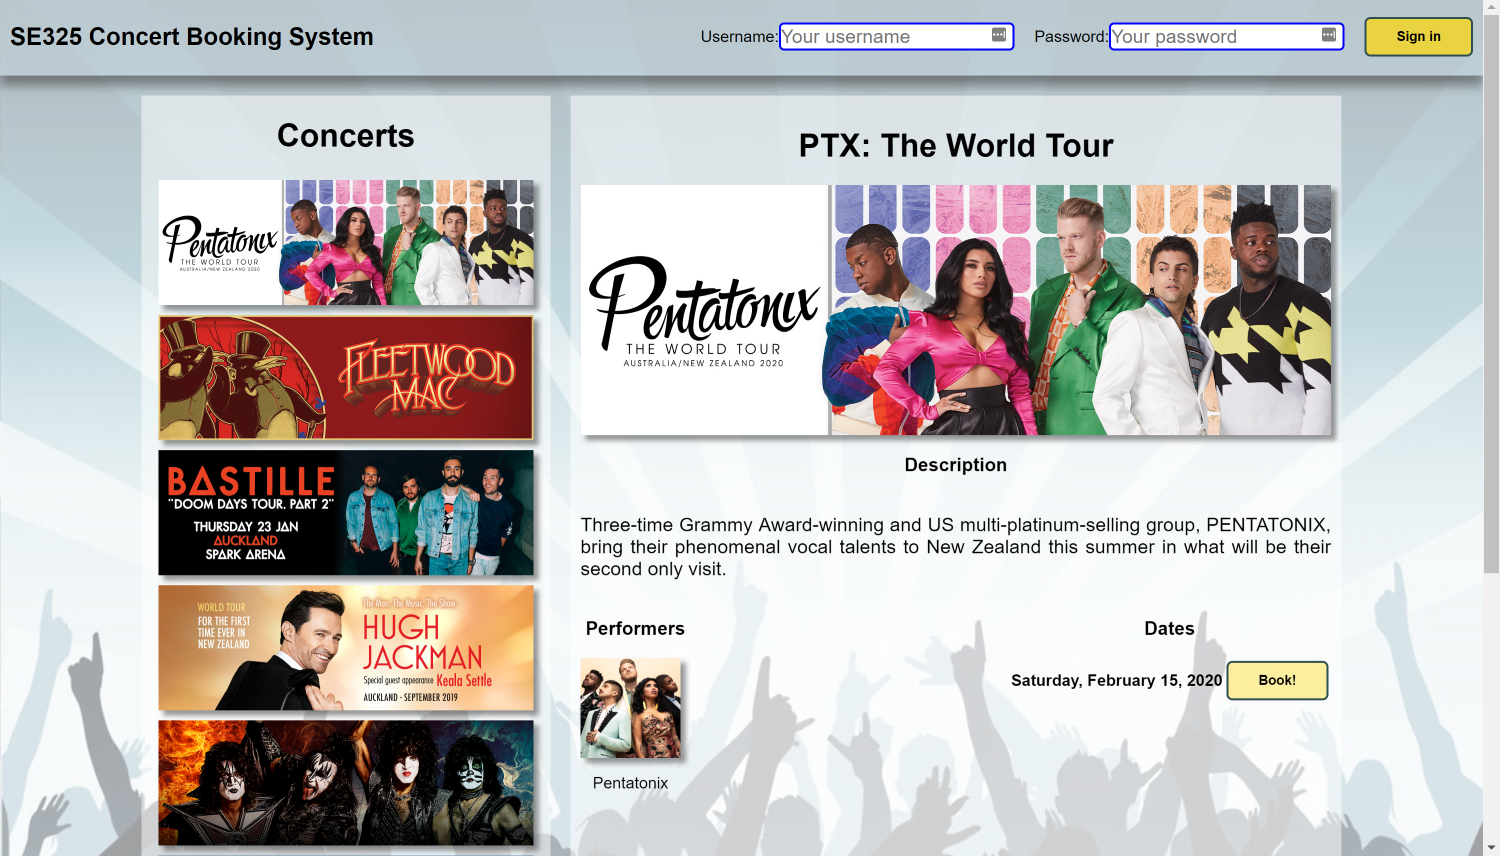 SE325 Concert Booking System
Username:
Your username
Password:
Your password
Sign in
Concerts
Pentatonix
THE WORLD TOUR
AUSTRALIA/NEW ZEALAND 2020
FLEETWOOD
MAC
BASTILLE
"DOOM DAYS TOUR. PART 2"
THURSDAY 23 JAN
AUCKLAND
SPARK ARENA
WORLD TOUR
FOR THE FIRST
TIME EVER IN
NEW ZEALAND
The Man. The Music. The Show.
HUGH
JACKMAN
Special guest appearance Keala Settle
AUCKLAND - SEPTEMBER 2019
PTX: The World Tour
Pentatonix
THE WORLD TOUR
AUSTRALIA/NEW ZEALAND 2020
Description
Three-time Grammy Award-winning and US multi-platinum-selling group, PENTATONIX,
bring their phenomenal vocal talents to New Zealand this summer in what will be their
second only visit.
Performers
Pentatonix
Dates
Saturday, February 15, 2020
Book!